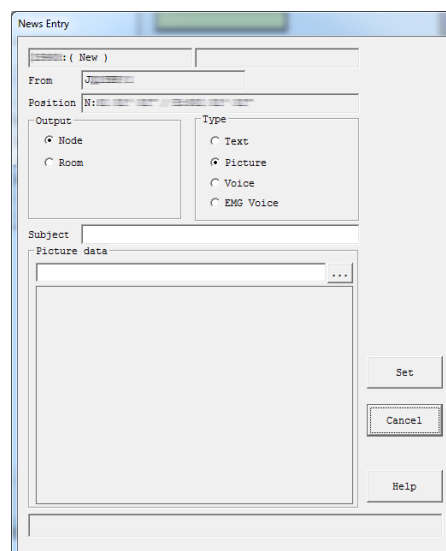 News Entry
:( New )
From J
Position N:
Output
Node
Room
Type
Text
Picture
Voice
EMG Voice
Subject
Picture data
...
Set
Cancel
Help